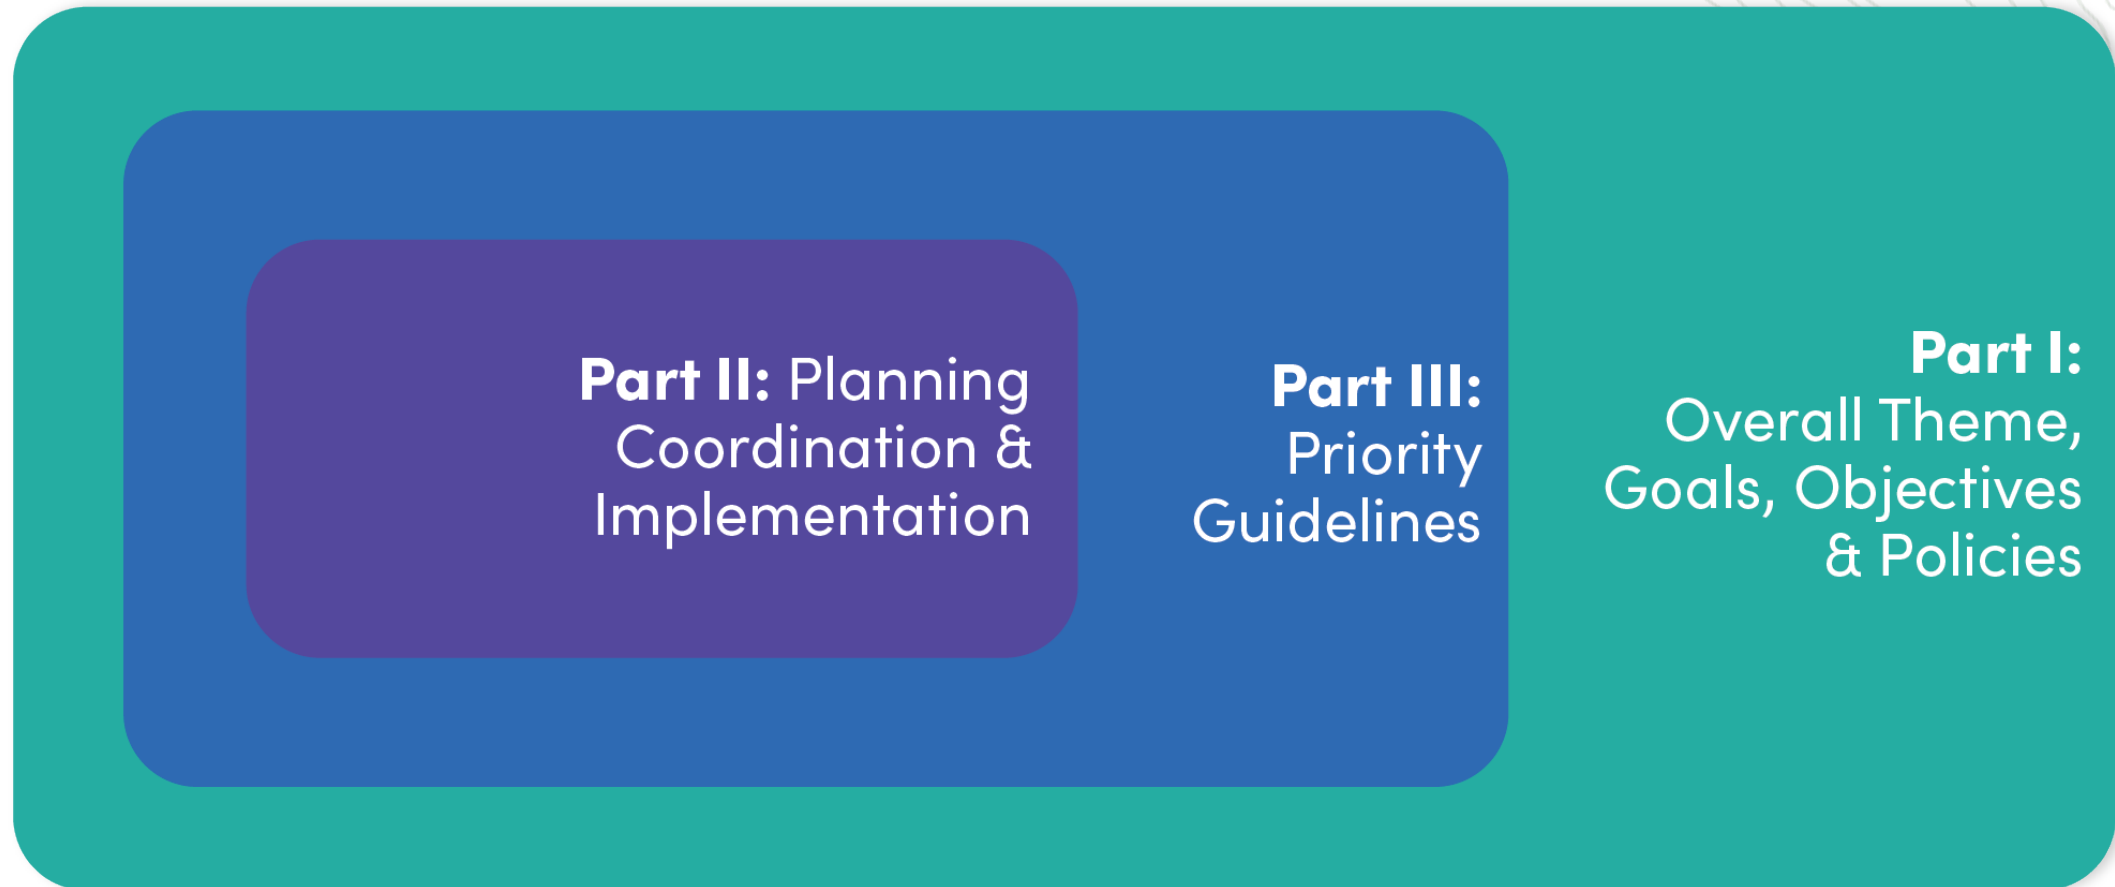 Part II: Planning
Coordination &
Implementation
Part III:
Priority
Guidelines
Part I:
Overall Theme,
Goals, Objectives
& Policies